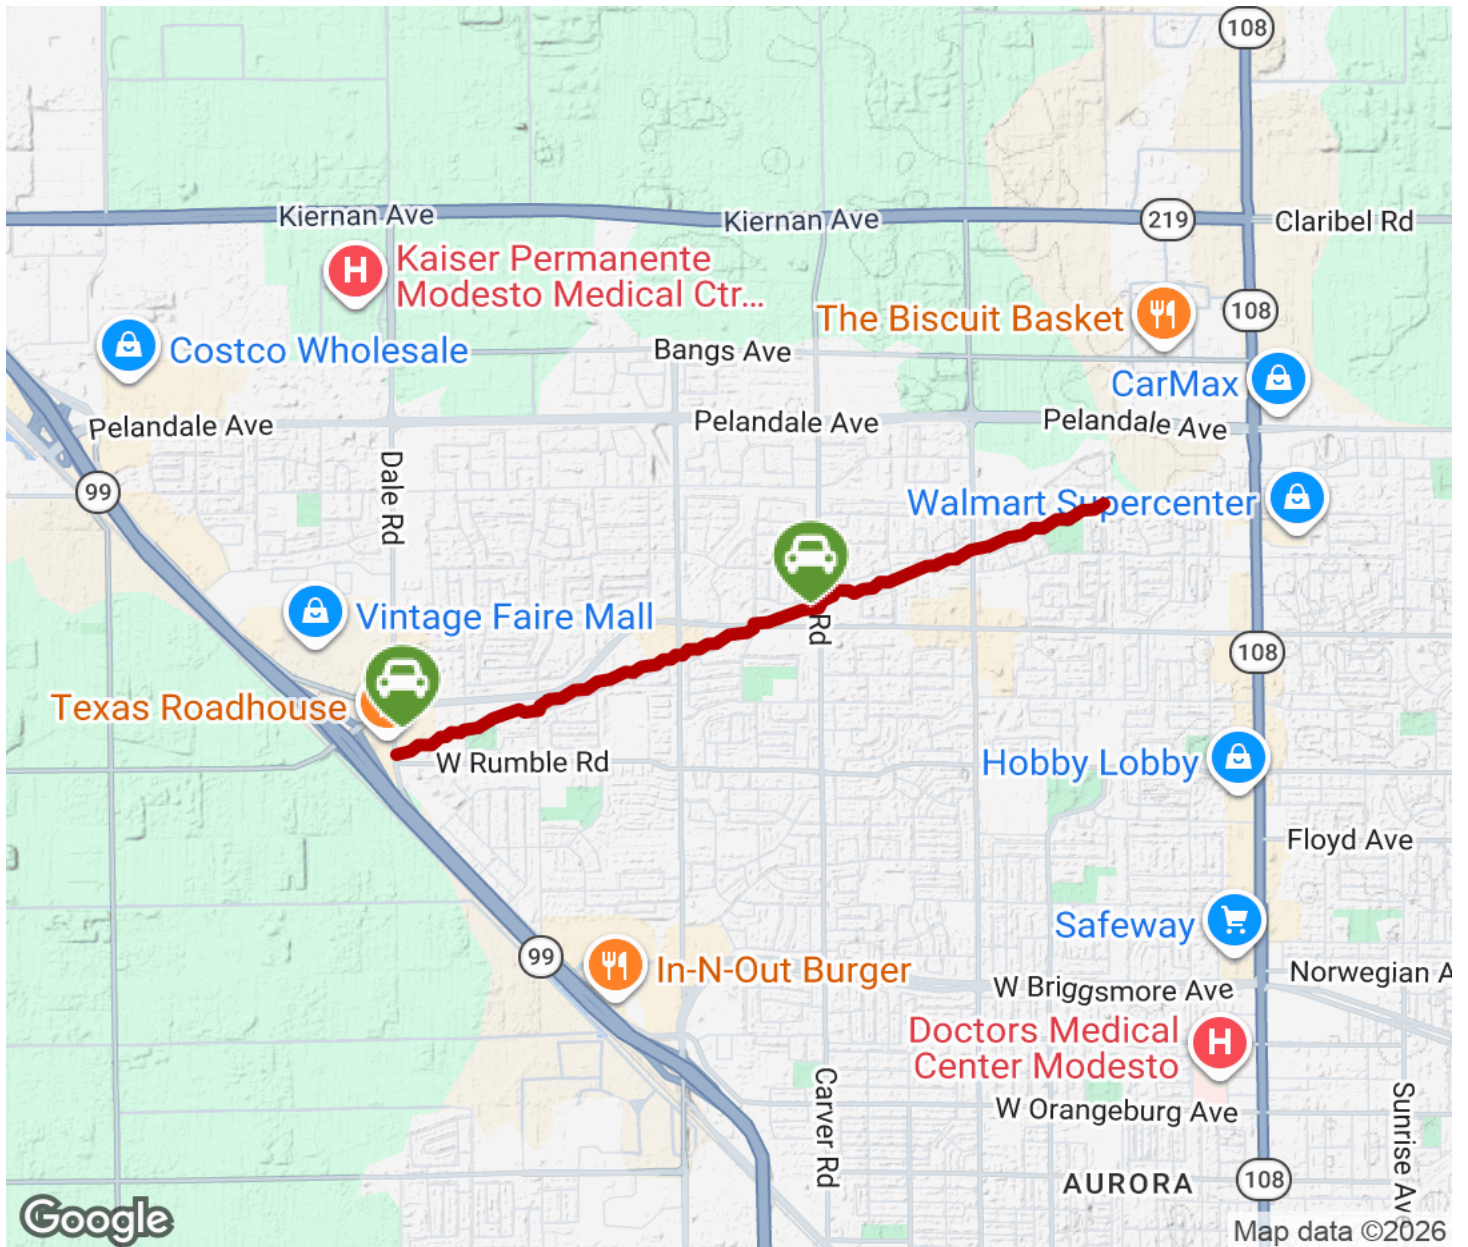 108
Kiernan Ave
Kiernan Ave
219
Claribel Rd
H
Kaiser Permanente
Modesto Medical Ctr...
The Biscuit Basket
108
Costco Wholesale
Bangs Ave
CarMax
Pelandale Ave
Pelandale Ave
Pelandale Ave
Dale Rd
99
Walmart Supercenter
Vintage Faire Mall
Rd
108
Texas Roadhouse
W Rumble Rd
Hobby Lobby
Floyd Ave
Safeway
99
In-N-Out Burger
Norwegian A
W Briggsmore Ave
Doctors Medical
Center Modesto
H
Carver Rd
W Orangeburg Ave
Sunrise Av
AURORA
108
Google
Map data ©2026